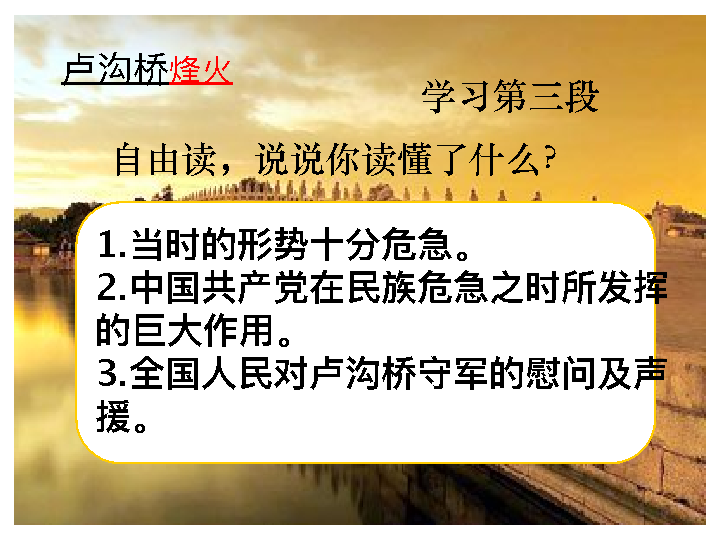 卢沟桥烽火
学习第三段
自由读，说说你读懂了什么?
1.当时的形势十分危急。
2.中国共产党在民族危急之时所发挥
的巨大作用。
3.全国人民对卢沟桥守军的慰问及声
援。